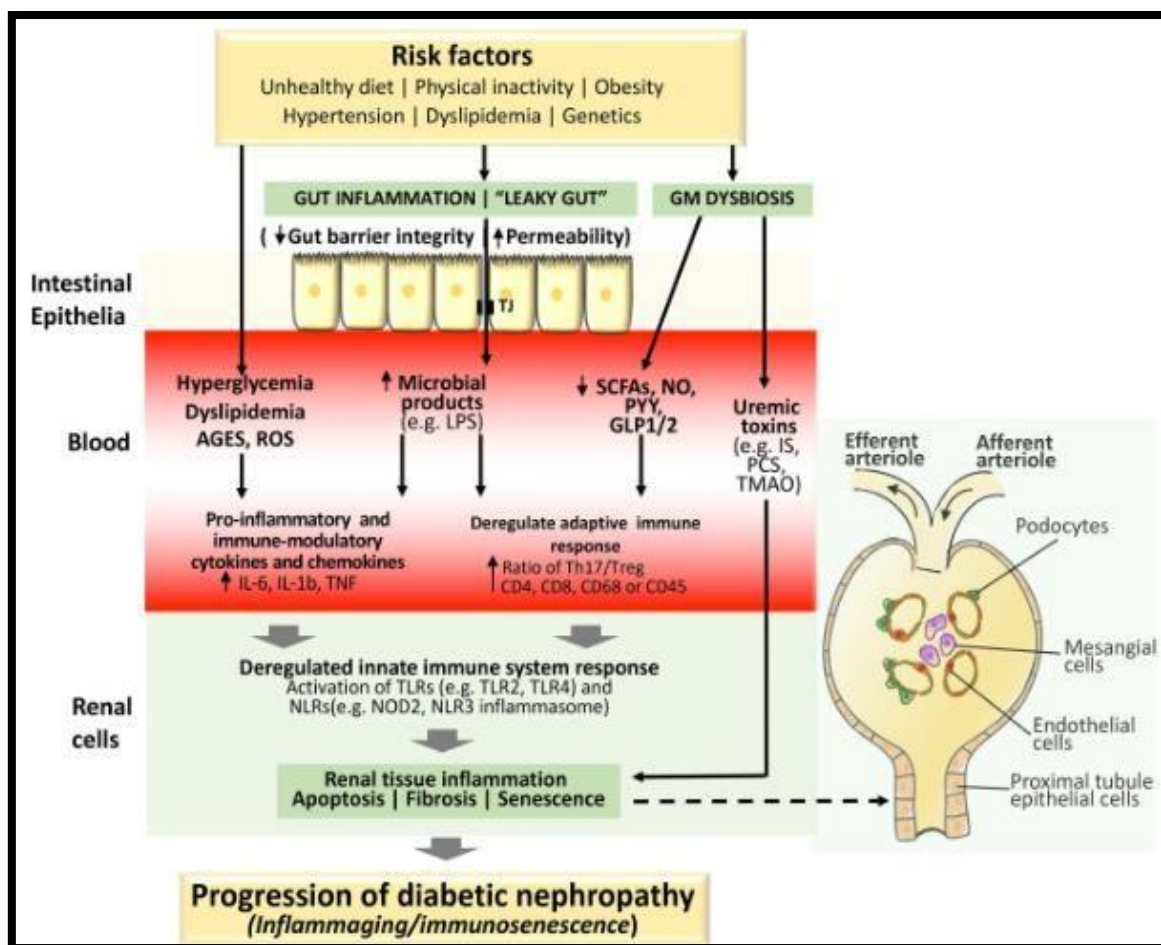 Risk factors
Unhealthy diet | Physical inactivity | Obesity
Hypertension | Dyslipidemia | Genetics
GUT INFLAMMATION | "LEAKY GUT"
GM DYSBIOSIS
( ↓Gut barrier integrity | ↑Permeability)
Intestinal
Epithelia
TJ
Blood
Hyperglycemia
Dyslipidemia
AGES, ROS
↑ Microbial
products
(e.g. LPS)
↓ SCFAs, NO,
PYY,
GLP1/2
Uremic
toxins
(e.g. IS,
PCS,
TMAO)
Pro-inflammatory and
immune-modulatory
cytokines and chemokines
↑ IL-6, IL-1b, TNF
Deregulate adaptive immune
response
↑ Ratio of Th17/Treg
CD4, CD8, CD68 or CD45
Renal
cells
Deregulated innate immune system response
Activation of TLRs (e.g. TLR2, TLR4) and
NLRs(e.g. NOD2, NLR3 inflammasome)
Renal tissue inflammation
Apoptosis | Fibrosis | Senescence
Progression of diabetic nephropathy
(Inflammaging/immunosenescence)
Efferent
arteriole
Afferent
arteriole
Podocytes
Mesangial
cells
Endothelial
cells
Proximal tubule
epithelial cells